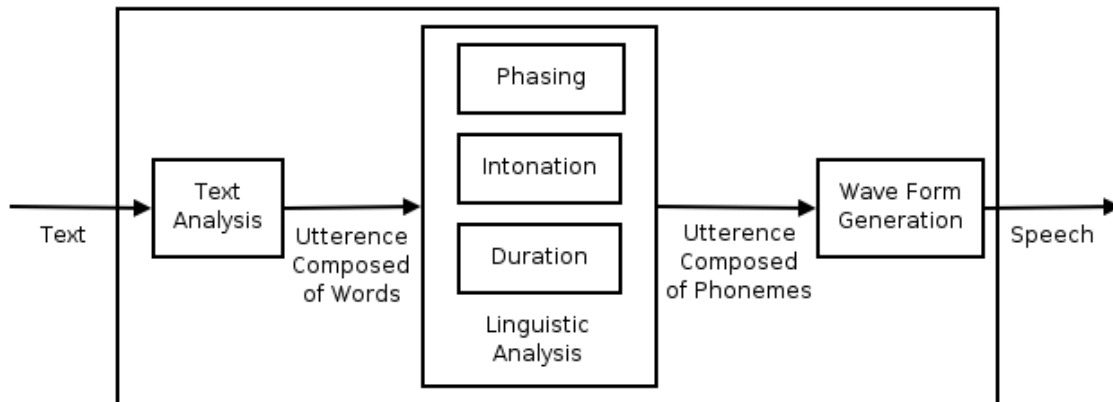 Text
Text
Analysis
Utterence
Composed
of Words
Phasing
Intonation
Duration
Linguistic
Analysis
Utterence
Composed
of Phonemes
Wave Form
Generation
Speech